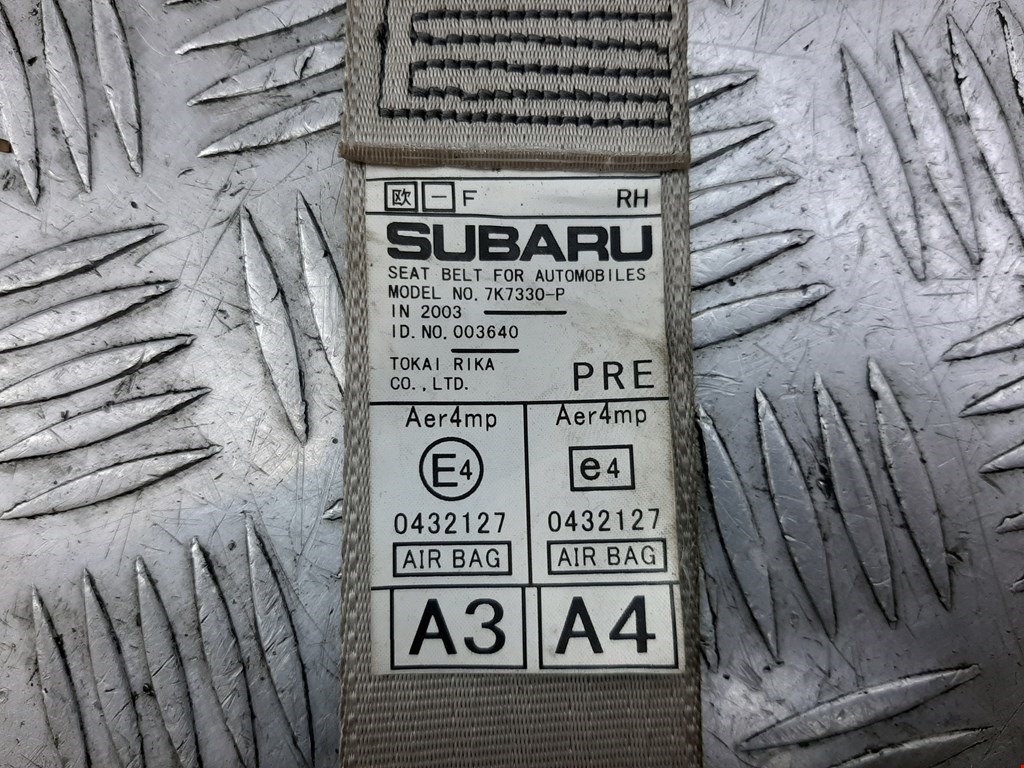 欧 一 F RH
SUBARU
SEAT BELT FOR AUTOMOBILES
MODEL NO. 7K7330-P
IN 2003
ID. NO. 003640
TOKAI RIKA
CO., LTD.
PRE
Aer4mp
E4
0432127
AIR BAG
Aer4mp
e4
0432127
AIR BAG
A3 A4